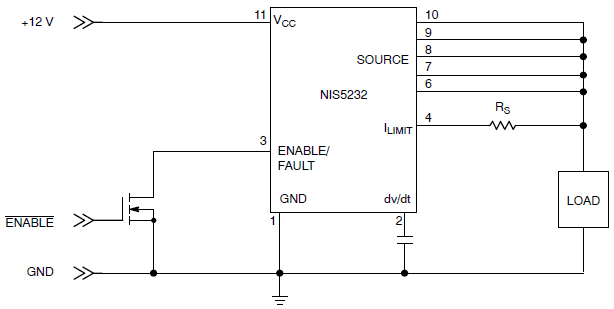 +12 V
11
VCC
10
9
SOURCE
8
7
NIS5232
6
RS
ILIMIT
4
3
ENABLE/
FAULT
GND
dv/dt
LOAD
ENABLE
1
2
GND